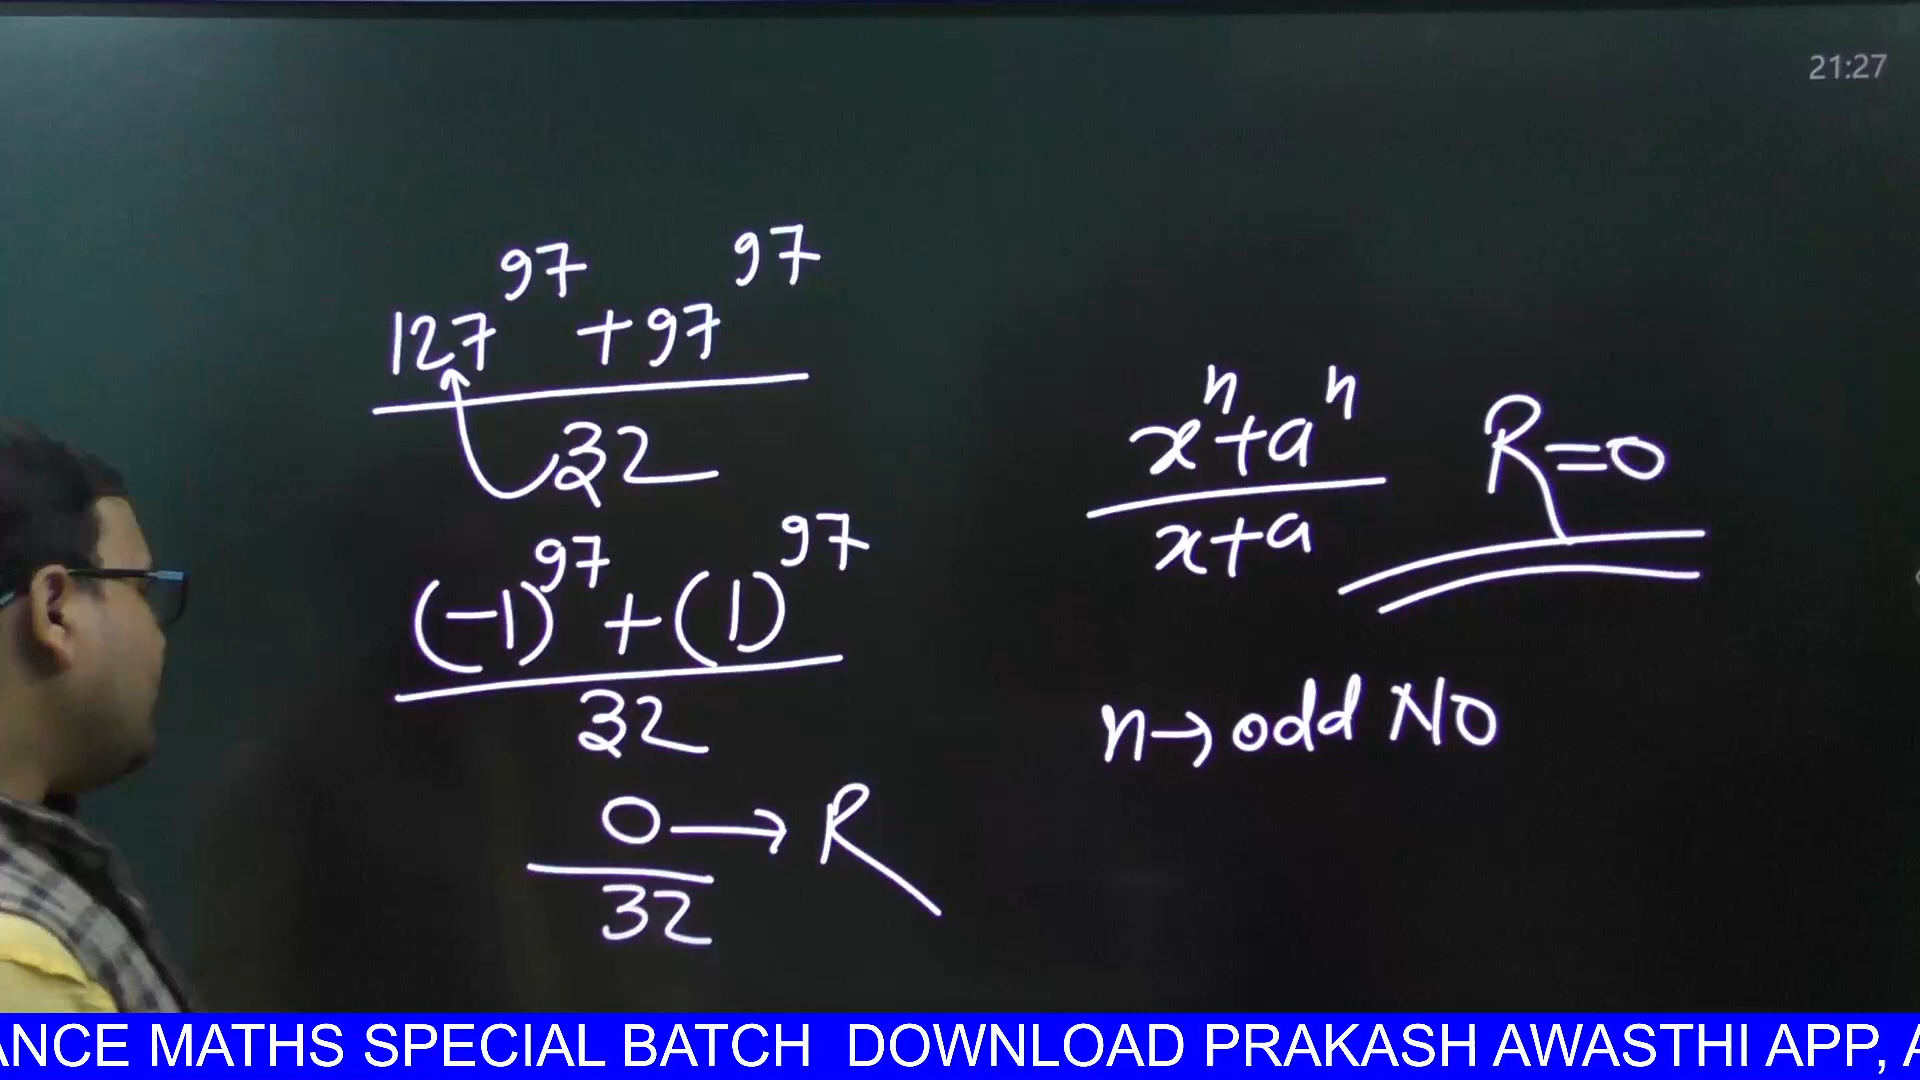 21:27
127^97 + 97^97
32
(-1)^97 + (1)^97
32
0 → R
32
x^n + a^n
x+a
R=0
n→ odd NO
ANCE MATHS SPECIAL BATCH DOWNLOAD PRAKASH AWASTHI APP, A